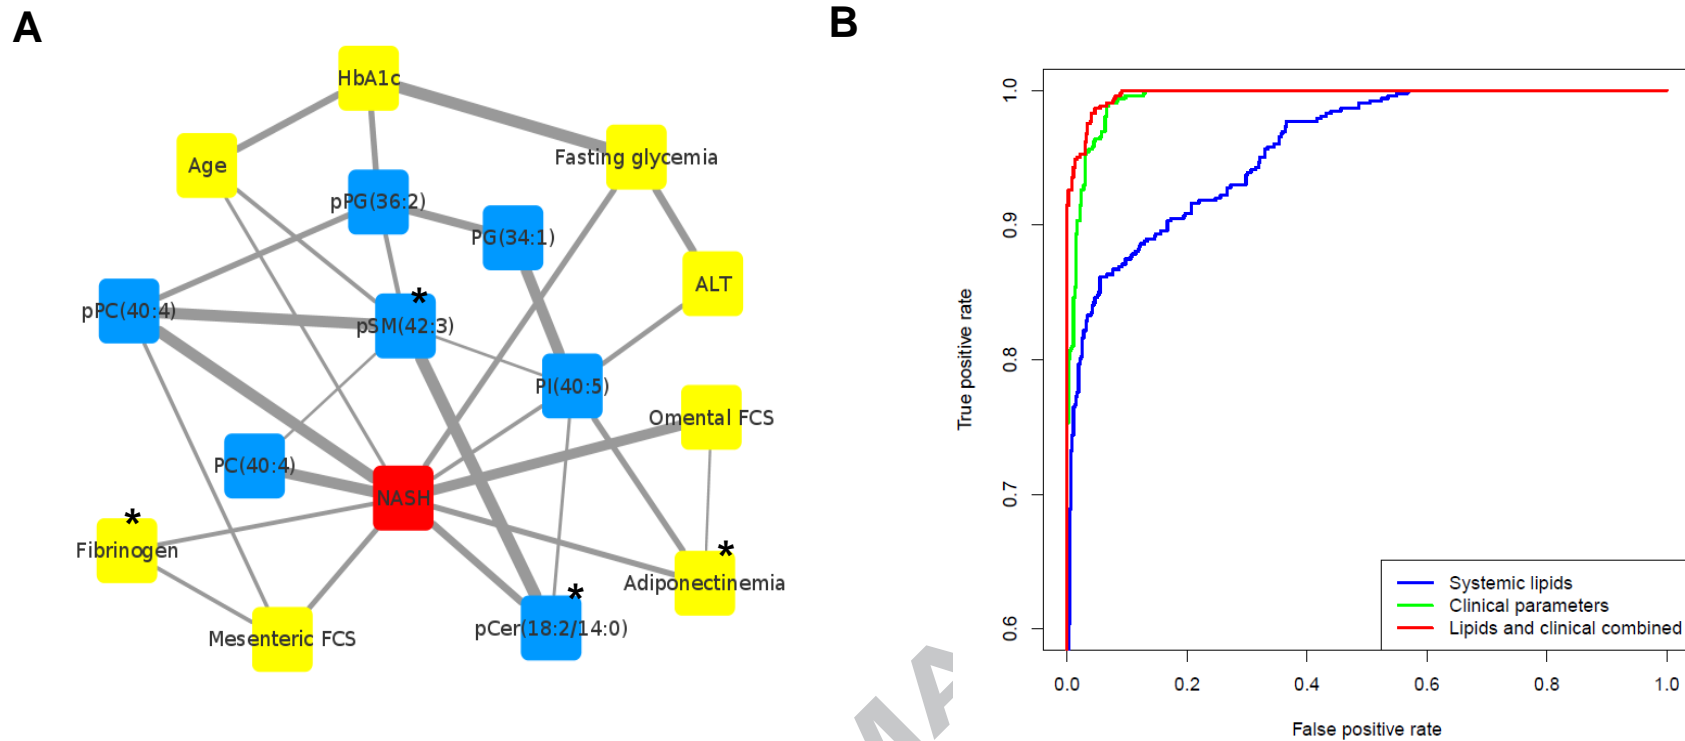 A
B
HbA1c
Fasting glycemia
Age
pPG(36:2)
PG(34:1)
ALT
pPC(40:4)
*
pSM(42:3)
PI(40:5)
Omental FCS
PC(40:4)
NASH
*
Fibrinogen
*
Adiponectinemia
*
pCer(18:2/14:0)
Mesenteric FCS
True positive rate
1.0
0.9
0.8
0.7
0.6
Systemic lipids
Clinical parameters
Lipids and clinical combined
0.0 0.2 0.4 0.6 0.8 1.0
False positive rate
MA